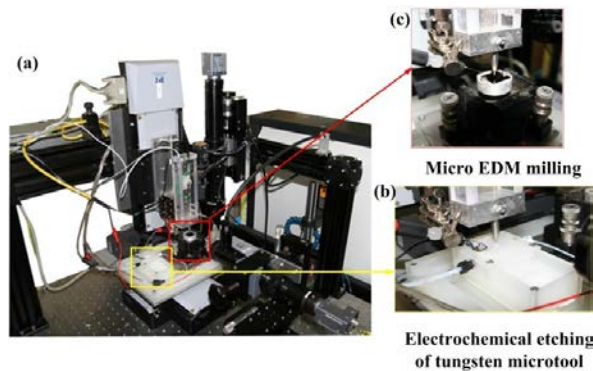 (a)
(c)
Micro EDM milling
(b)
Electrochemical etching
of tungsten microtool